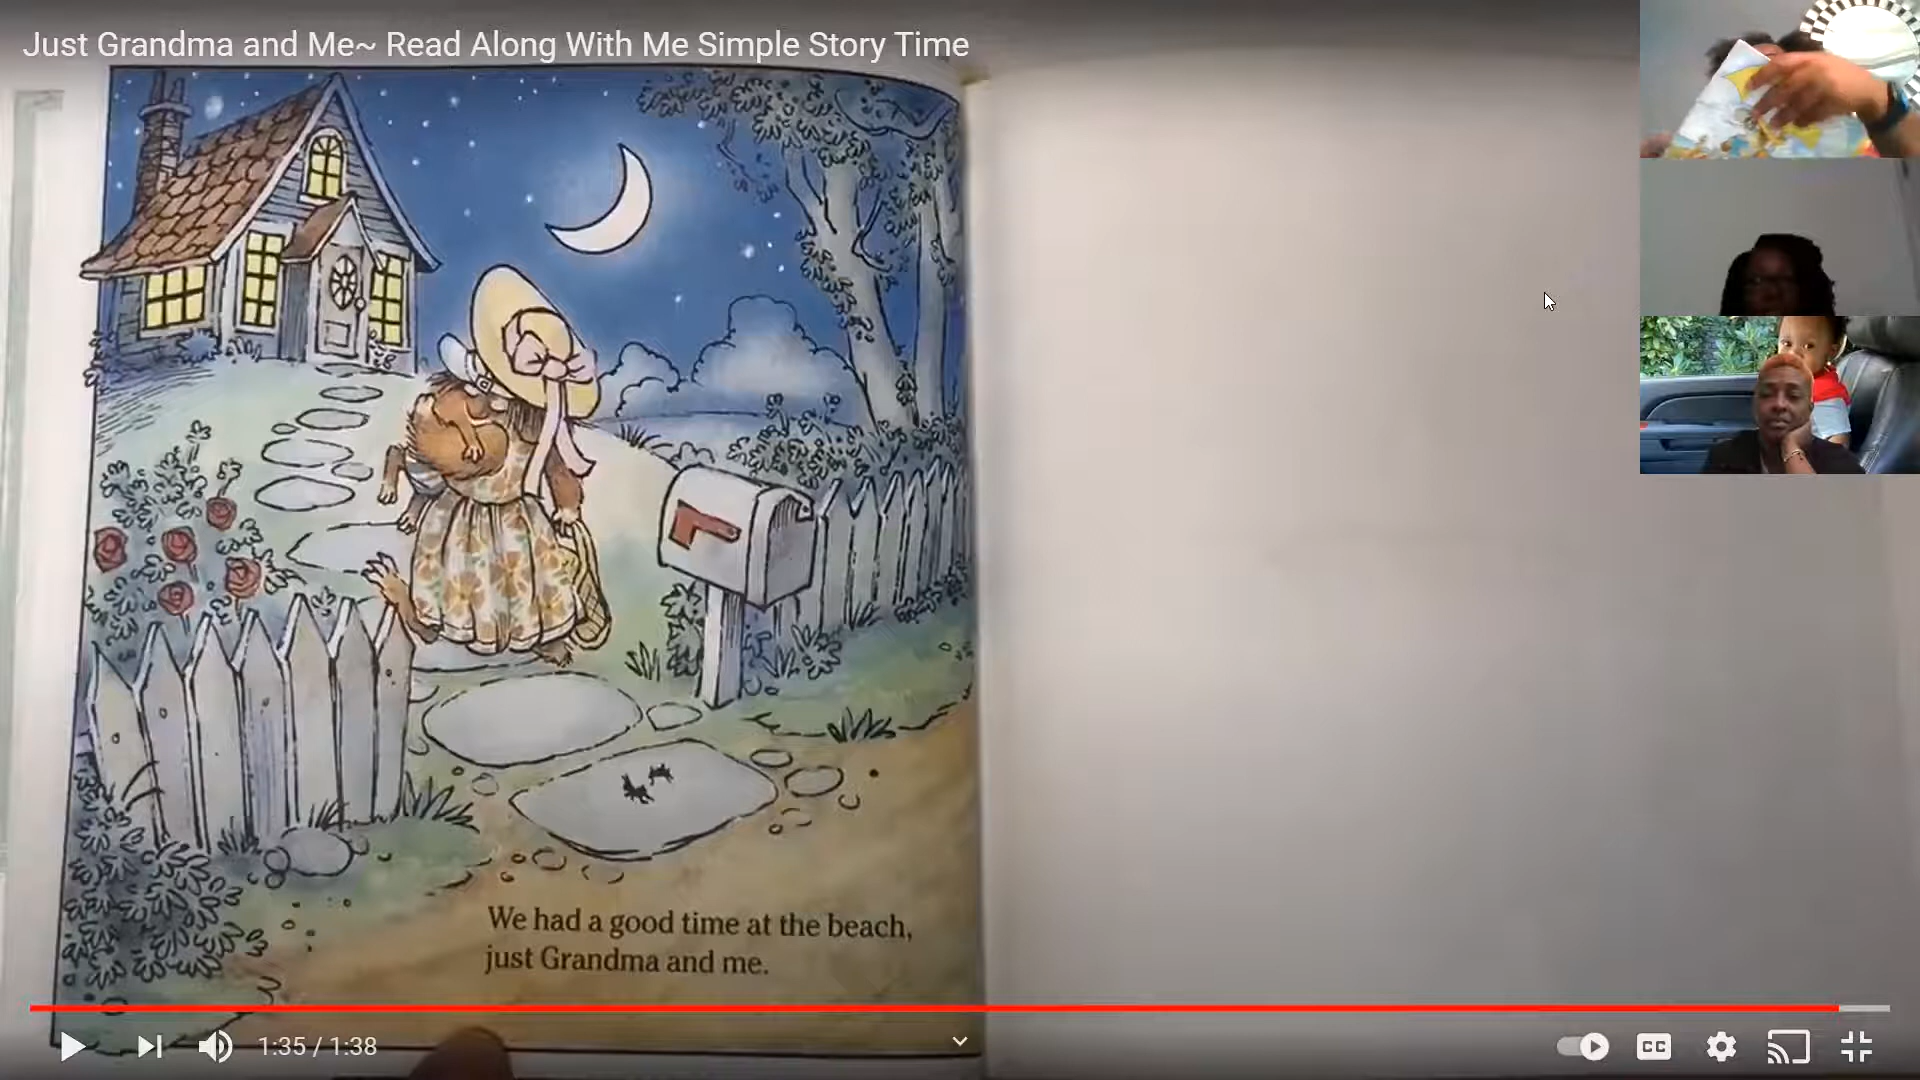 Just Grandma and Me~ Read Along With Me Simple Story Time
We had a good time at the beach,
just Grandma and me.
1:35 / 1:38
CC